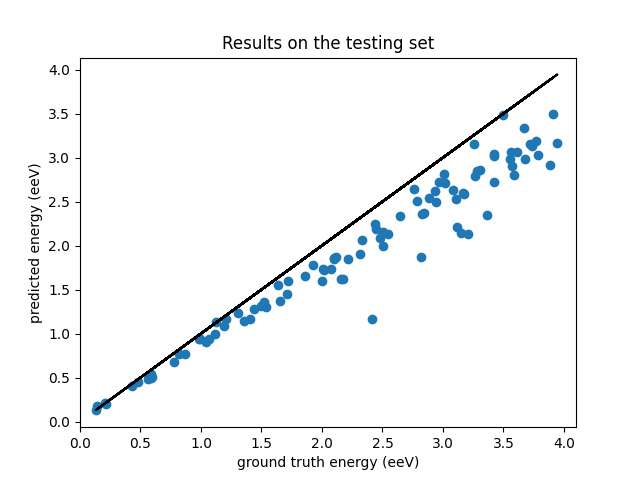 Results on the testing set
4.0
3.5
3.0
2.5
2.0
1.5
1.0
0.5
0.0
predicted energy (eeV)
0.0 0.5 1.0 1.5 2.0 2.5 3.0 3.5 4.0
ground truth energy (eeV)